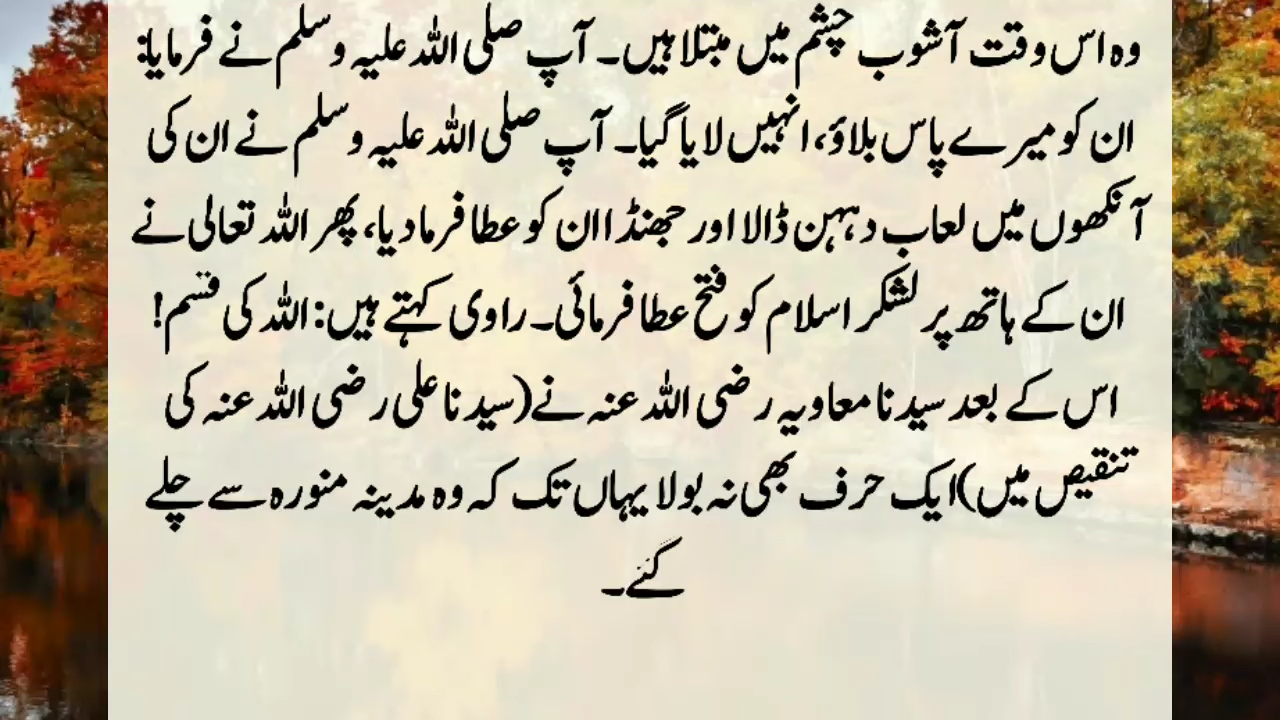 وہ اس وقت آشوب چشم میں مبتلا ہیں۔ آپ صلی اللہ علیہ وسلم نے فرمایا:
ان کو میرے پاس بلاؤ، انہیں لایا گیا۔ آپ صلی اللہ علیہ وسلم نے ان کی
آنکھوں میں لعاب دہہن ڈالا اور جھنڈا ان کو عطا فرما دیا، پھر اللہ تعالی نے
ان کے ہاتھ پر لشکر اسلام کو فتح عطا فرمائی۔ راوی کہتے ہیں: اللہ کی قسم!
اس کے بعد سیدنا معاویہ رضی اللہ عنہ نے (سیدنا علی رضی اللہ عنہ کی
تنقیص میں) ایک حرف بھی نہ بولا یہاں تک کہ وہ مدینہ منورہ سے چلے
گئے۔